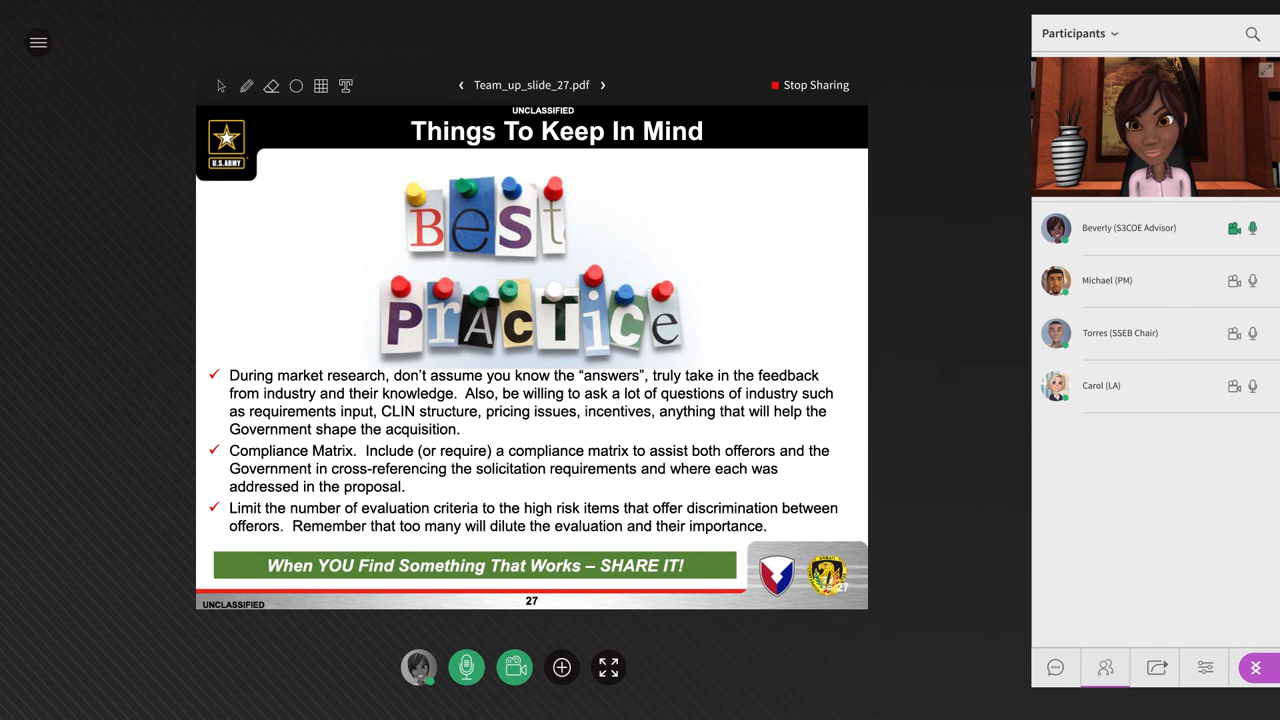 Participants
Team_up_slide_27.pdf
Stop Sharing
UNCLASSIFIED
Things To Keep In Mind
U.S.ARMY
Best
PrAcTice
During market research, don’t assume you know the “answers”, truly take in the feedback
from industry and their knowledge. Also, be willing to ask a lot of questions of industry such
as requirements input, CLIN structure, pricing issues, incentives, anything that will help the
Government shape the acquisition.
Compliance Matrix. Include (or require) a compliance matrix to assist both offerors and the
Government in cross-referencing the solicitation requirements and where each was
addressed in the proposal.
Limit the number of evaluation criteria to the high risk items that offer discrimination between
offerors. Remember that too many will dilute the evaluation and their importance.
When YOU Find Something That Works – SHARE IT!
27
UNCLASSIFIED
27
Beverly (S3COE Advisor)
Michael (PM)
Torres (SSEB Chair)
Carol (LA)